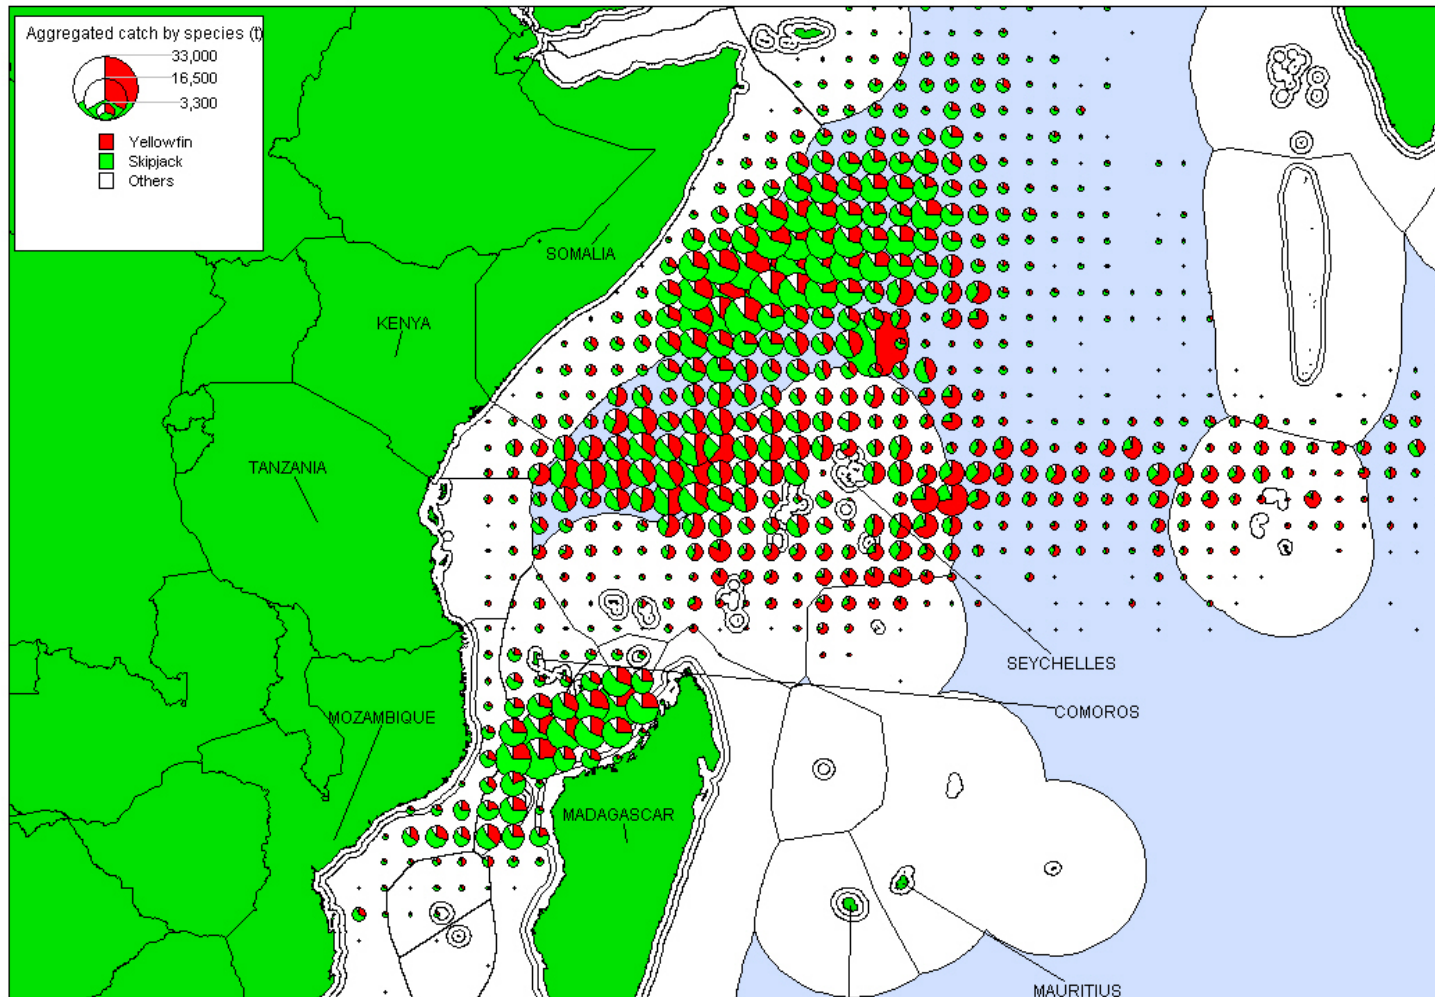 Aggregated catch by species (t)
33,000
16,500
3,300
Yellowfin
Skipjack
Others
SOMALIA
KENYA
TANZANIA
SEYCHELLES
COMOROS
MOZAMBIQUE
MADAGASCAR
MAURITIUS